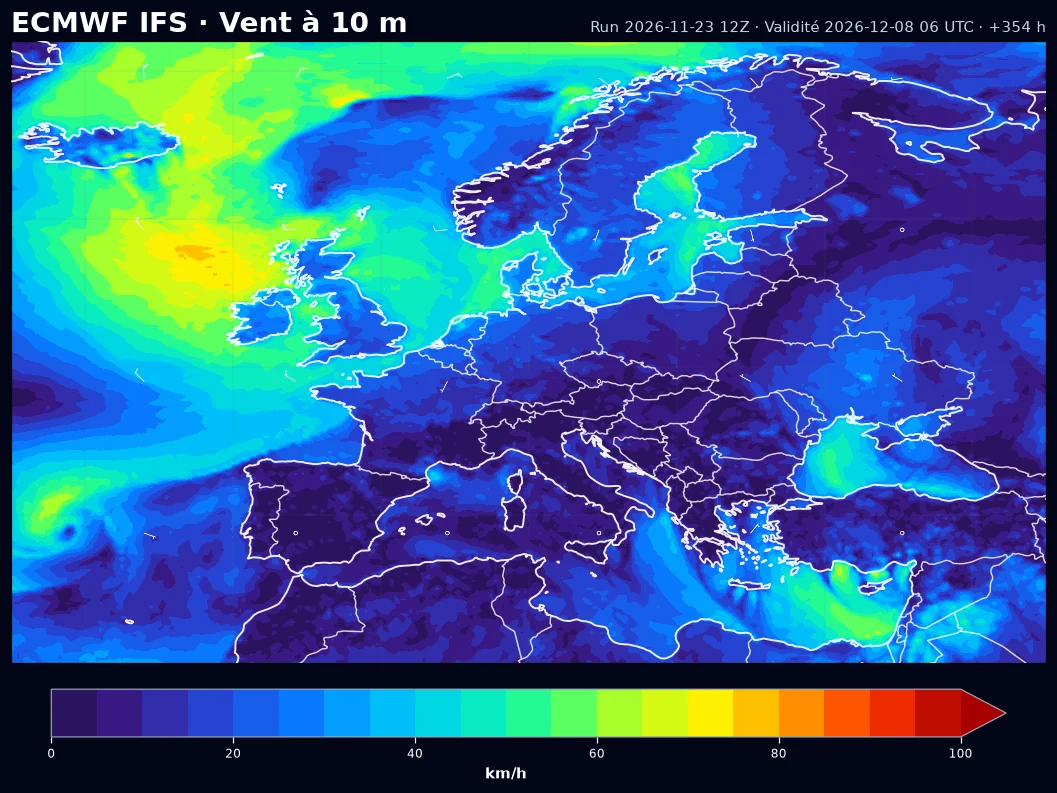 ECMWF IFS · Vent à 10 m
Run 2026-11-23 12Z · Validité 2026-12-08 06 UTC · +354 h
0 20 40 60 80 100
km/h